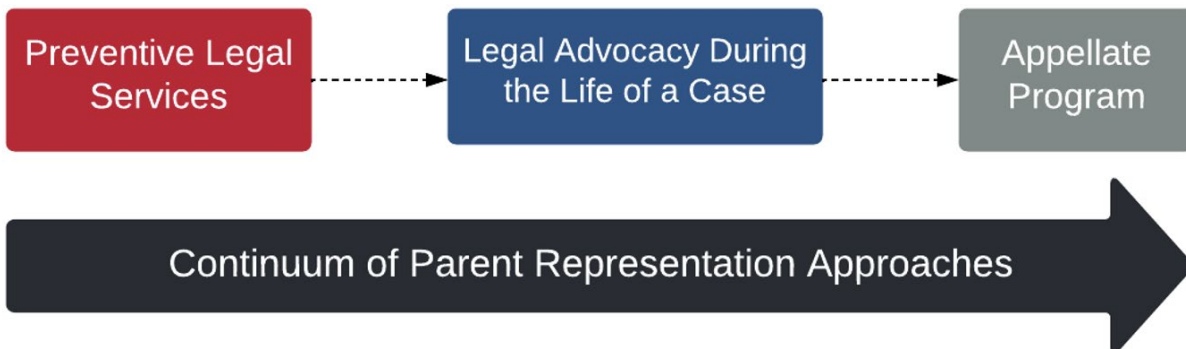 Preventive Legal
Services
Legal Advocacy During
the Life of a Case
Appellate
Program
Continuum of Parent Representation Approaches